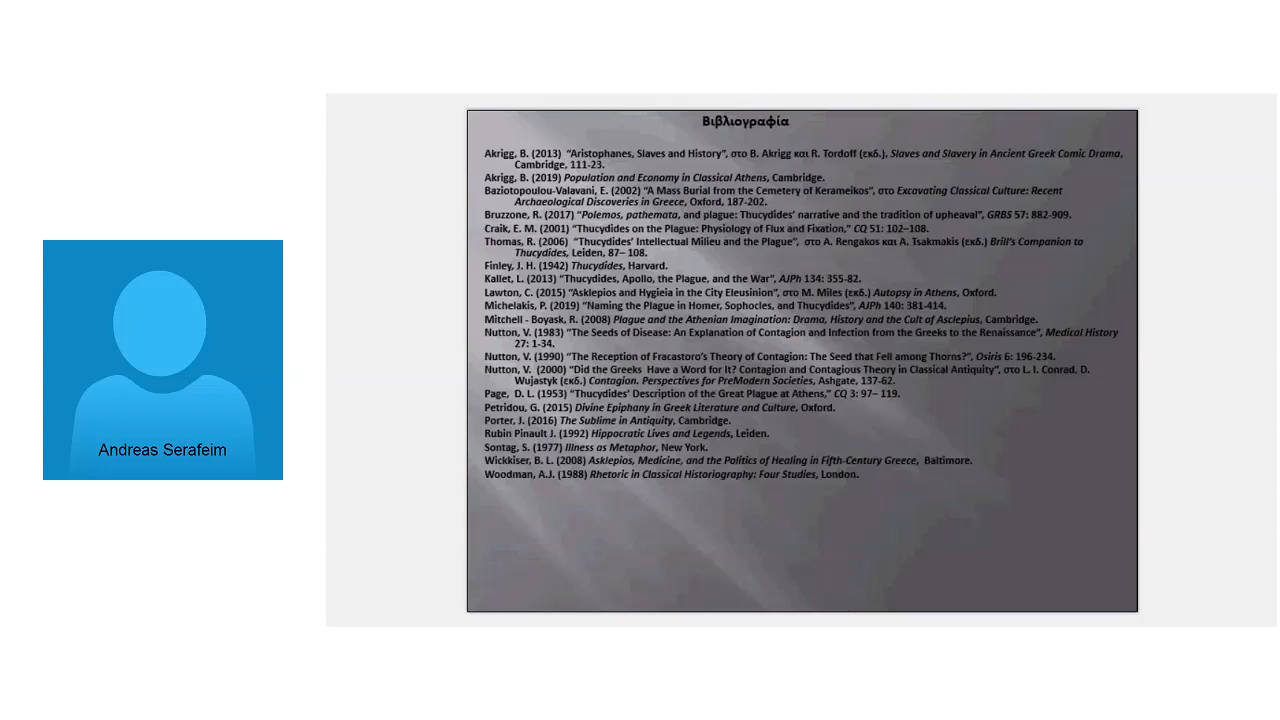 Βιβλιογραφία
Akrigg, B. (2013) “Aristophanes, Slaves and History”, στο B. Akrigg και R. Tordoff (εκδ.), Slaves and Slavery in Ancient Greek Comic Drama,
Cambridge, 111-23.
Akrigg, B. (2019) Population and Economy in Classical Athens, Cambridge.
Baziotopoulou-Valavani, E. (2002) “A Mass Burial from the Cemetery of Kerameikos”, στο Excavating Classical Culture: Recent
Archaeological Discoveries in Greece, Oxford, 187-202.
Bruzzone, R. (2017) “Polemos, pathemata, and plague: Thucydides’ narrative and the tradition of upheaval”, GRBS 57: 882-909.
Craik, E. M. (2001) “Thucydides on the Plague: Physiology of Flux and Fixation,” CQ 51: 102–108.
Thomas, R. (2006) “Thucydides’ Intellectual Milieu and the Plague”, στο A. Rengakos και A. Tsakmakis (εκδ.) Brill’s Companion to
Thucydides, Leiden, 87– 108.
Finley, J. H. (1942) Thucydides, Harvard.
Kallet, L. (2013) “Thucydides, Apollo, the Plague, and the War”, AJPh 134: 355-82.
Lawton, C. (2015) “Asklepios and Hygieia in the City Eleusinion”, στο M. Miles (εκδ.) Autopsy in Athens, Oxford.
Michelakis, P. (2019) “Naming the Plague in Homer, Sophocles, and Thucydides”, AJPh 140: 381-414.
Mitchell - Boyask, R. (2008) Plague and the Athenian Imagination: Drama, History and the Cult of Asclepius, Cambridge.
Nutton, V. (1983) “The Seeds of Disease: An Explanation of Contagion and Infection from the Greeks to the Renaissance”, Medical History
27: 1-34.
Nutton, V. (1990) “The Reception of Fracastoro’s Theory of Contagion: The Seed that Fell among Thorns?”, Osiris 6: 196-234.
Nutton, V. (2000) “Did the Greeks Have a Word for It? Contagion and Contagious Theory in Classical Antiquity”, στο L. I. Conrad, D.
Wujastyk (εκδ.) Contagion. Perspectives for PreModern Societies, Ashgate, 137-62.
Page, D. L. (1953) “Thucydides’ Description of the Great Plague at Athens,” CQ 3: 97– 119.
Petridou, G. (2015) Divine Epiphany in Greek Literature and Culture, Oxford.
Porter, J. (2016) The Sublime in Antiquity, Cambridge.
Rubin Pinault J. (1992) Hippocratic Lives and Legends, Leiden.
Sontag, S. (1977) Illness as Metaphor, New York.
Wickkiser, B. L. (2008) Asklepios, Medicine, and the Politics of Healing in Fifth-Century Greece, Baltimore.
Woodman, A.J. (1988) Rhetoric in Classical Historiography: Four Studies, London.
Andreas Serafeim